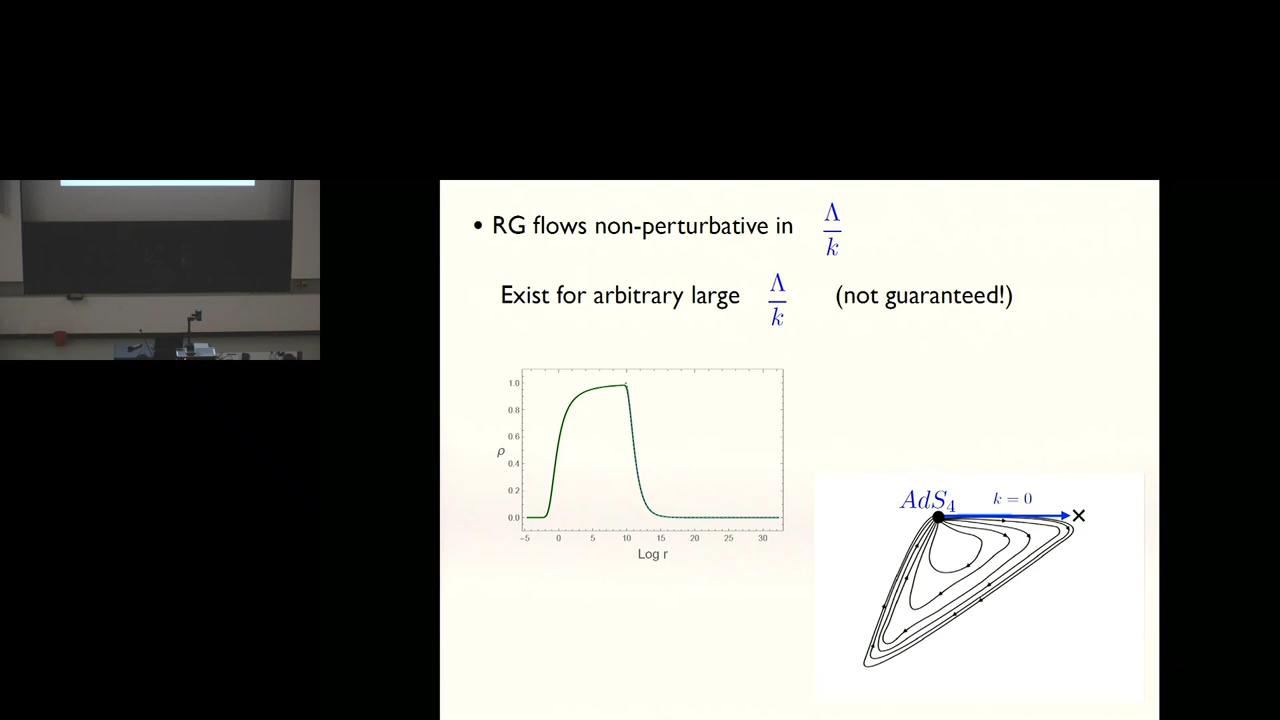 • RG flows non-perturbative in Λ/k
Exist for arbitrary large Λ/k (not guaranteed!)
1.0
0.8
0.6
0.4
0.2
0.0
ρ
-5 0 5 10 15 20 25 30
Log r
AdS₄ k = 0
×